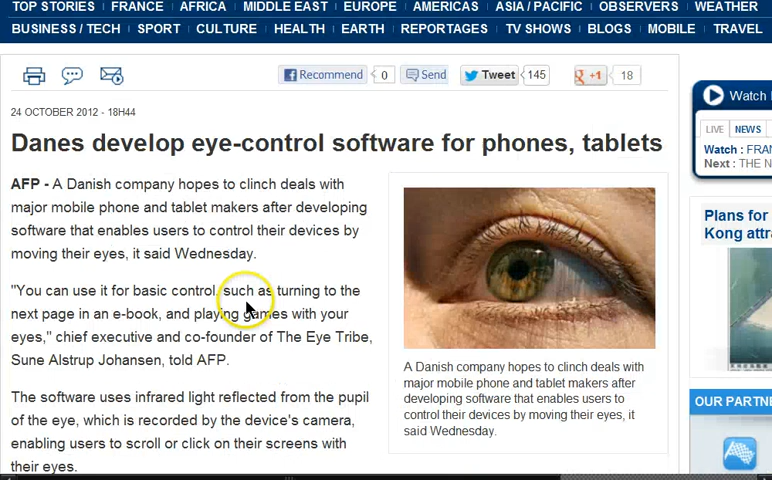 TOP STORIES FRANCE AFRICA MIDDLE EAST EUROPE AMERICAS ASIA / PACIFIC OBSERVERS WEATHER
BUSINESS / TECH SPORT CULTURE HEALTH EARTH REPORTAGES TV SHOWS BLOGS MOBILE TRAVEL
Recommend 0 Send Tweet 145 g +1 18
24 OCTOBER 2012 - 18H44
Danes develop eye-control software for phones, tablets
AFP - A Danish company hopes to clinch deals with
major mobile phone and tablet makers after developing
software that enables users to control their devices by
moving their eyes, it said Wednesday.
"You can use it for basic control, such as turning to the
next page in an e-book, and playing games with your
eyes," chief executive and co-founder of The Eye Tribe,
Sune Alstrup Johansen, told AFP.
The software uses infrared light reflected from the pupil
of the eye, which is recorded by the device's camera,
enabling users to scroll or click on their screens with
their eyes.
A Danish company hopes to clinch deals with
major mobile phone and tablet makers after
developing software that enables users to
control their devices by moving their eyes, it
said Wednesday.
Watch
LIVE NEWS
Watch : FRAN
Next : THE N
Plans for
Kong attra
OUR PARTNE